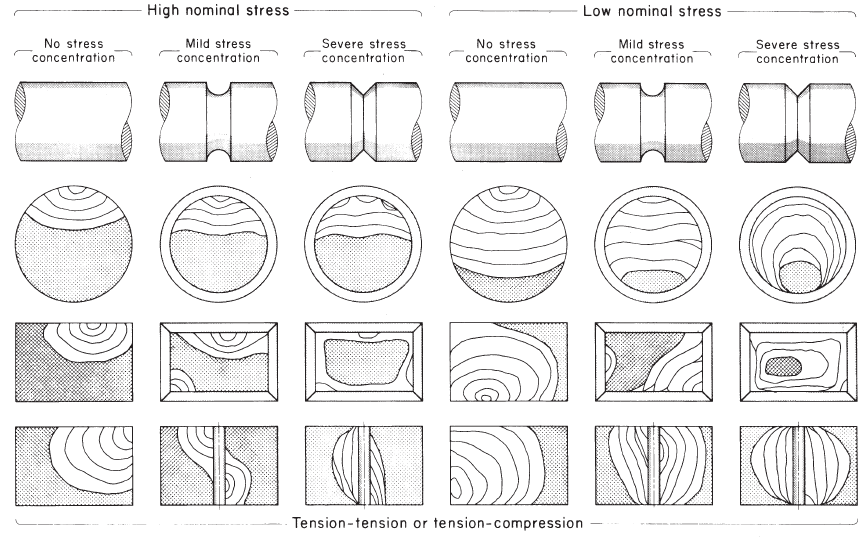 High nominal stress
Low nominal stress
No stress
concentration
Mild stress
concentration
Severe stress
concentration
No stress
concentration
Mild stress
concentration
Severe stress
concentration
Tension-tension or tension-compression